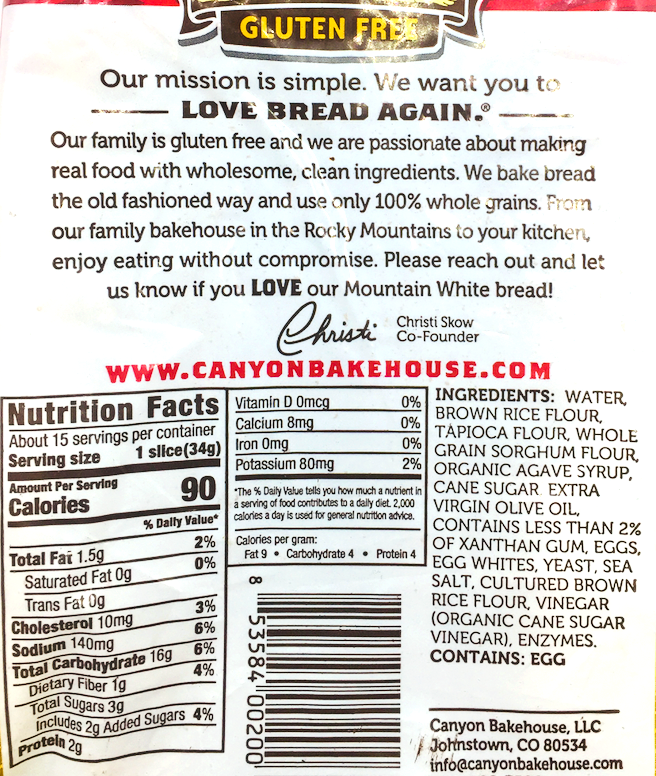 GLUTEN FREE
Our mission is simple. We want you to
LOVE BREAD AGAIN.®
Our family is gluten free and we are passionate about making
real food with wholesome, clean ingredients. We bake bread
the old fashioned way and use only 100% whole grains. From
our family bakehouse in the Rocky Mountains to your kitchen,
enjoy eating without compromise. Please reach out and let
us know if you LOVE our Mountain White bread!
Christi
Christi Skow
Co-Founder
WWW.CANYONBAKEHOUSE.COM
Nutrition Facts
About 15 servings per container
Serving size 1 slice(34g)
Amount Per Serving
Calories 90
% Daily Value*
Total Fat 1.5g 2%
Saturated Fat 0g 0%
Trans Fat 0g
Cholesterol 10mg 3%
Sodium 140mg 6%
Total Carbohydrate 16g 6%
Dietary Fiber 1g 4%
Total Sugars 3g
Includes 2g Added Sugars 4%
Protein 2g
Vitamin D 0mcg 0%
Calcium 8mg 0%
Iron 0mg 0%
Potassium 80mg 2%
*The % Daily Value tells you how much a nutrient in
a serving of food contributes to a daily diet. 2,000
calories a day is used for general nutrition advice.
Calories per gram:
Fat 9 • Carbohydrate 4 • Protein 4
8 53584 00200
INGREDIENTS: WATER,
BROWN RICE FLOUR,
TAPIOCA FLOUR, WHOLE
GRAIN SORGHUM FLOUR,
ORGANIC AGAVE SYRUP,
CANE SUGAR EXTRA
VIRGIN OLIVE OIL,
CONTAINS LESS THAN 2%
OF XANTHAN GUM, EGGS,
EGG WHITES, YEAST, SEA
SALT, CULTURED BROWN
RICE FLOUR, VINEGAR
(ORGANIC CANE SUGAR
VINEGAR), ENZYMES.
CONTAINS: EGG
Canyon Bakehouse, LLC
Johnstown, CO 80534
info@canyonbakehouse.com